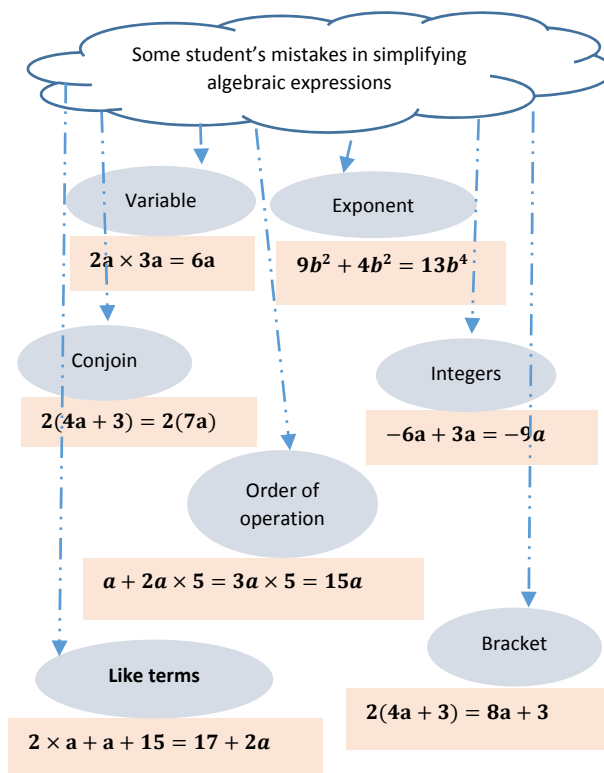 Some student’s mistakes in simplifying
algebraic expressions
Variable
2a × 3a = 6a
Exponent
9b² + 4b² = 13b⁴
Conjoin
2(4a + 3) = 2(7a)
Integers
−6a + 3a = −9a
Order of
operation
a + 2a × 5 = 3a × 5 = 15a
Bracket
2(4a + 3) = 8a + 3
Like terms
2 × a + a + 15 = 17 + 2a